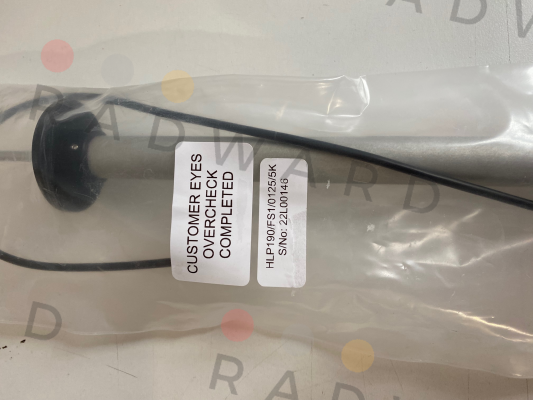 RADWARD
CUSTOMER EYES
OVERCHECK
COMPLETED
HLP190/FS1/0125/5K
S/No: 22L00146
D
RADWARD